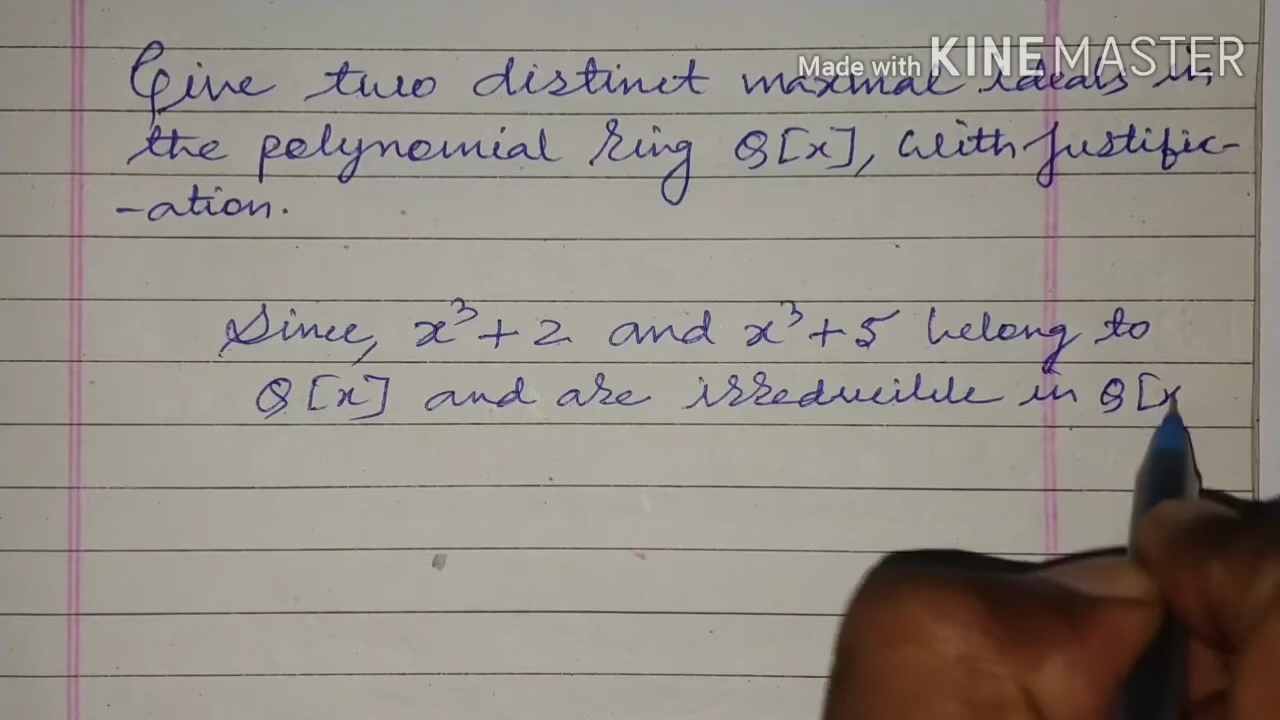 Made with KINEMASTER
Give two distinct maximal ideals in
the polynomial ring Q[x], with justific-
-ation.
Since, x³+2 and x³+5 belong to
Q[x] and are irreducible in Q[x